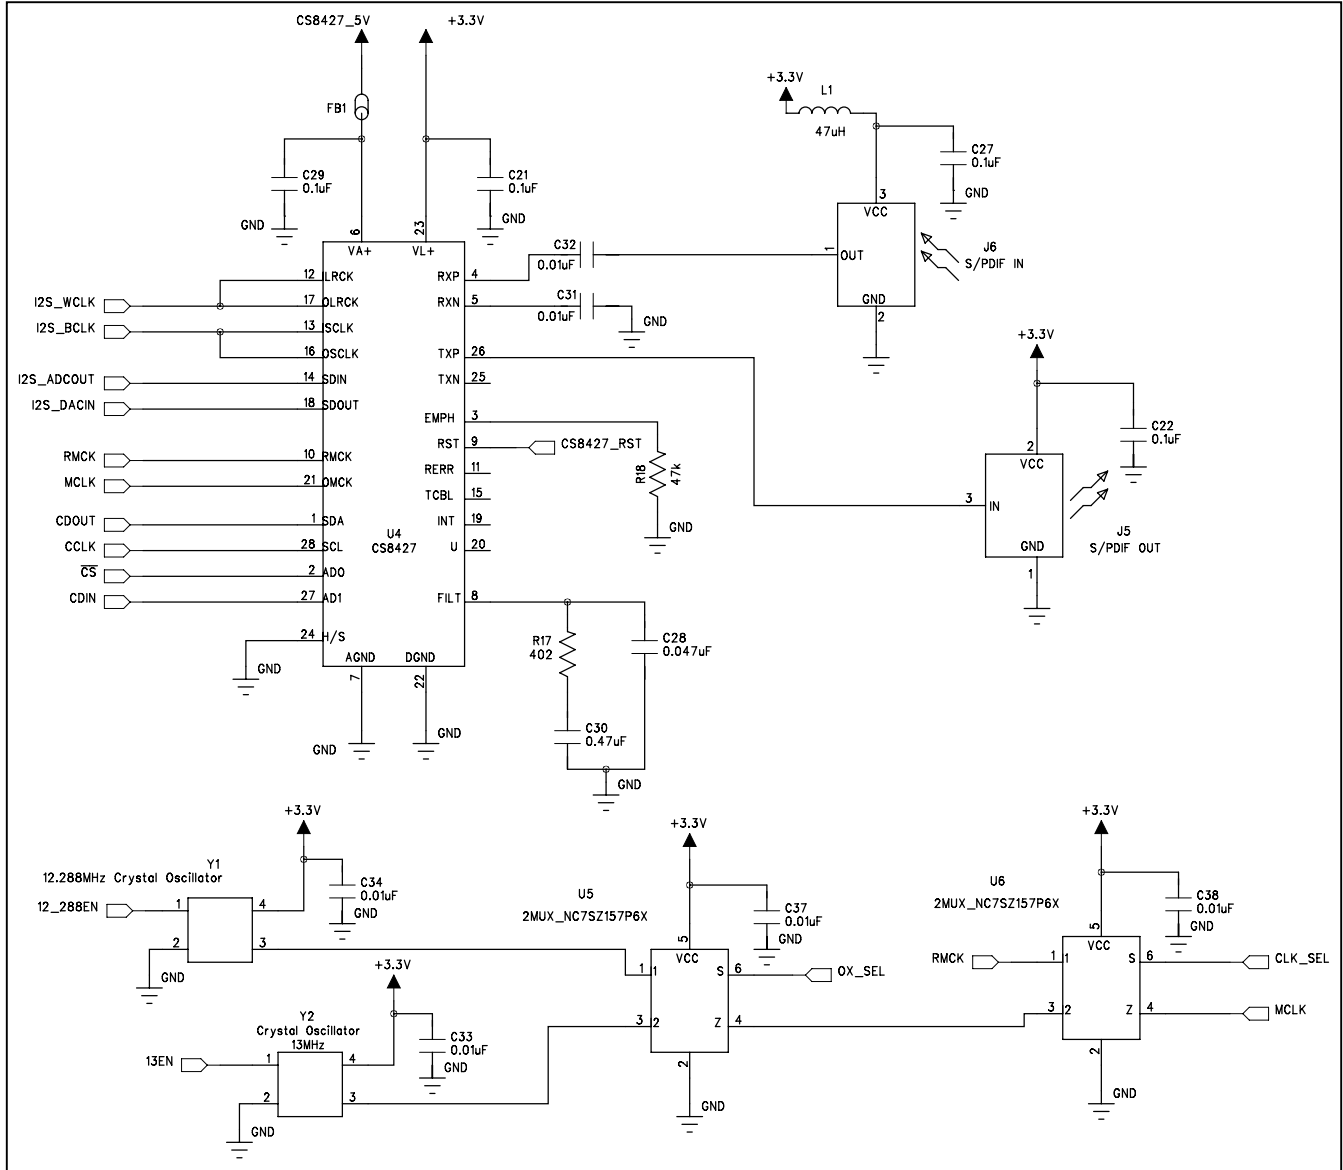 CS8427_5V
+3.3V
FB1
C29
0.1uF
GND
C21
0.1uF
GND
6
23
VA+
VL+
12
ILRCK
I2S_WCLK
17
OLRCK
I2S_BCLK
13
ISCLK
16
OSCLK
I2S_ADCOUT
14
SDIN
I2S_DACIN
18
SDOUT
RMCK
10
RMCK
MCLK
21
OMCK
CDOUT
1
SDA
CCLK
28
SCL
CS
2
AD0
CDIN
27
AD1
24
H/S
GND
U4
CS8427
RXP
4
RXN
5
TXP
26
TXN
25
EMPH
3
RST
9
CS8427_RST
RERR
11
TCBL
15
INT
19
U
20
FILT
8
AGND
7
GND
DGND
22
GND
C32
0.01uF
C31
0.01uF
GND
R18
47k
GND
R17
402
C28
0.047uF
C30
0.47uF
GND
+3.3V
L1
47uH
C27
0.1uF
GND
3
VCC
1
OUT
GND
2
J6
S/PDIF IN
+3.3V
C22
0.1uF
2
VCC
3
IN
GND
1
J5
S/PDIF OUT
+3.3V
Y1
12.288MHz Crystal Oscillator
C34
0.01uF
GND
12_288EN
1
4
2
3
GND
+3.3V
Y2
Crystal Oscillator
13MHz
C33
0.01uF
GND
13EN
1
4
2
3
GND
+3.3V
U5
2MUX_NC7SZ157P6X
C37
0.01uF
GND
5
VCC
1
1
S
6
OX_SEL
3
2
Z
4
2
GND
+3.3V
U6
2MUX_NC7SZ157P6X
C38
0.01uF
GND
5
VCC
RMCK
1
1
S
6
CLK_SEL
3
2
Z
4
MCLK
2
GND